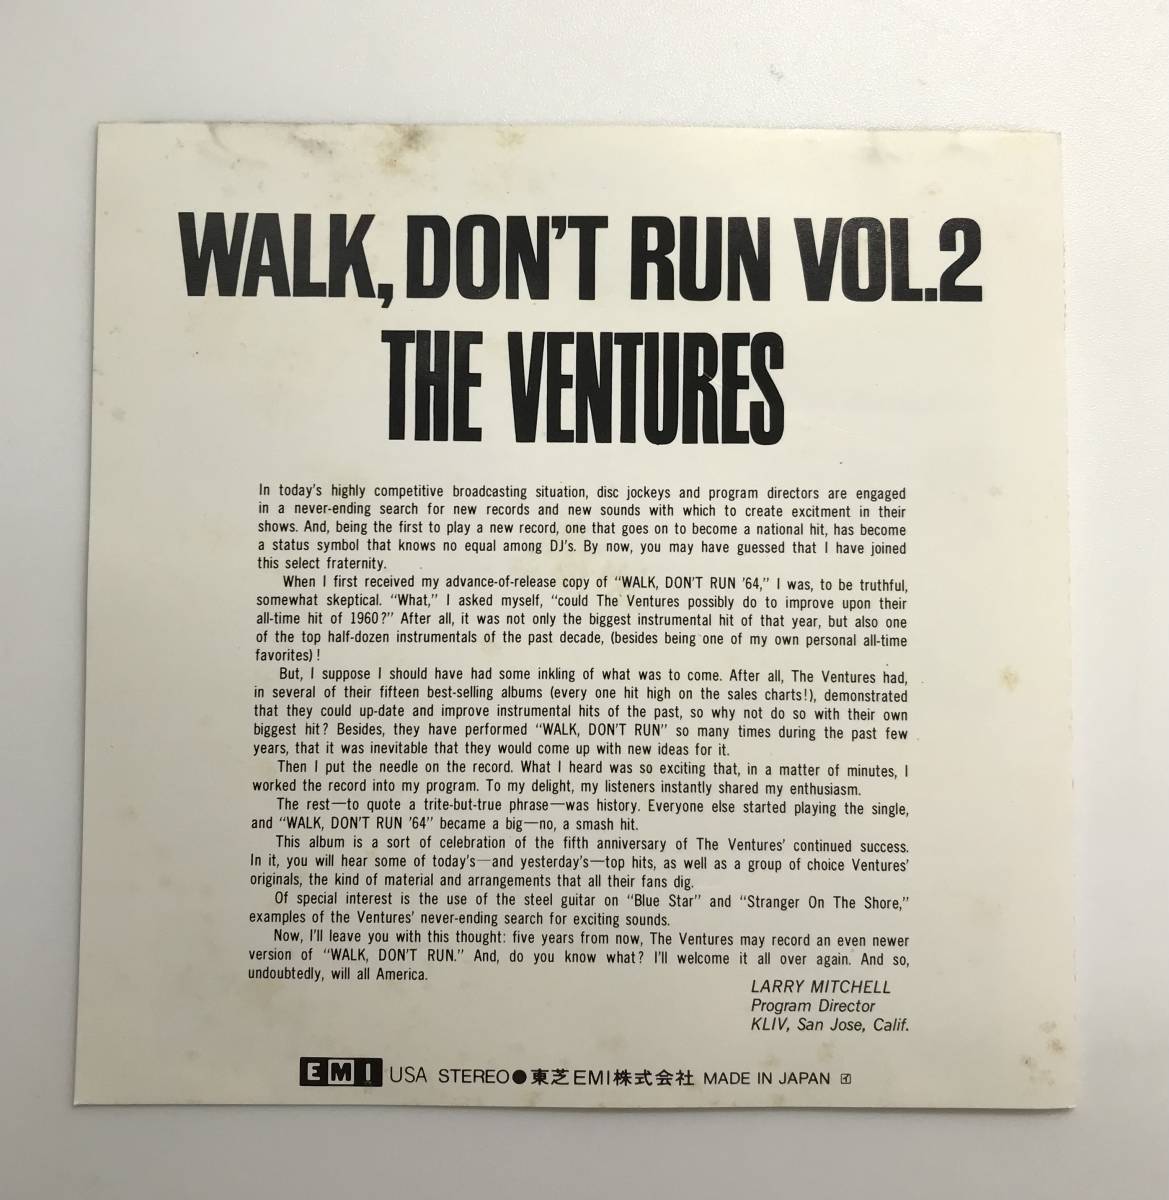 WALK, DON'T RUN VOL.2
THE VENTURES
In today's highly competitive broadcasting situation, disc jockeys and program directors are engaged
in a never-ending search for new records and new sounds with which to create excitment in their
shows. And, being the first to play a new record, one that goes on to become a national hit, has become
a status symbol that knows no equal among DJ's. By now, you may have guessed that I have joined
this select fraternity.
When I first received my advance-of-release copy of "WALK, DON'T RUN '64," I was, to be truthful,
somewhat skeptical. "What," I asked myself, "could The Ventures possibly do to improve upon their
all-time hit of 1960?" After all, it was not only the biggest instrumental hit of that year, but also one
of the top half-dozen instrumentals of the past decade, (besides being one of my own personal all-time
favorites)!
But, I suppose I should have had some inkling of what was to come. After all, The Ventures had,
in several of their fifteen best-selling albums (every one hit high on the sales charts!), demonstrated
that they could up-date and improve instrumental hits of the past, so why not do so with their own
biggest hit? Besides, they have performed "WALK, DON'T RUN" so many times during the past few
years, that it was inevitable that they would come up with new ideas for it.
Then I put the needle on the record. What I heard was so exciting that, in a matter of minutes, I
worked the record into my program. To my delight, my listeners instantly shared my enthusiasm.
The rest—to quote a trite-but-true phrase—was history. Everyone else started playing the single,
and "WALK, DON'T RUN '64" became a big—no, a smash hit.
This album is a sort of celebration of the fifth anniversary of The Ventures' continued success.
In it, you will hear some of today's—and yesterday's—top hits, as well as a group of choice Ventures'
originals, the kind of material and arrangements that all their fans dig.
Of special interest is the use of the steel guitar on "Blue Star" and "Stranger On The Shore,"
examples of the Ventures' never-ending search for exciting sounds.
Now, I'll leave you with this thought: five years from now, The Ventures may record an even newer
version of "WALK, DON'T RUN." And, do you know what? I'll welcome it all over again. And so,
undoubtedly, will all America.
LARRY MITCHELL
Program Director
KLIV, San Jose, Calif.
EMI USA STEREO●東芝EMI株式会社 MADE IN JAPAN